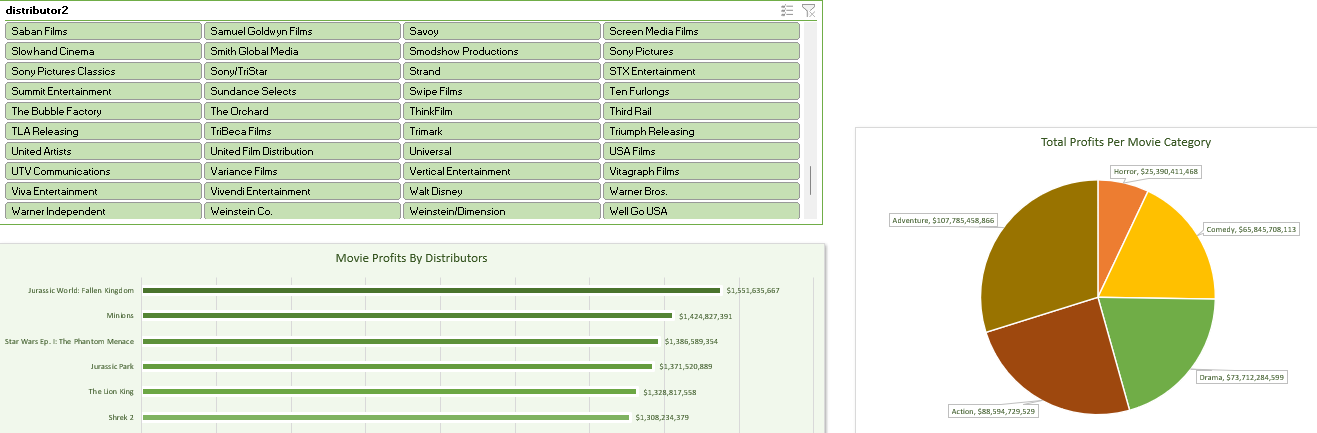 distributor2
Saban Films Samuel Goldwyn Films Savoy Screen Media Films
Slowhand Cinema Smith Global Media Smodshow Productions Sony Pictures
Sony Pictures Classics Sony/TriStar Strand STX Entertainment
Summit Entertainment Sundance Selects Swipe Films Ten Furlongs
The Bubble Factory The Orchard ThinkFilm Third Rail
TLA Releasing TriBeca Films Trimark Triumph Releasing
United Artists United Film Distribution Universal USA Films
UTV Communications Variance Films Vertical Entertainment Vitagraph Films
Viva Entertainment Vivendi Entertainment Walt Disney Warner Bros.
Warner Independent Weinstein Co. Weinstein/Dimension Well Go USA
Movie Profits By Distributors
Jurassic World: Fallen Kingdom $1,551,635,667
Minions $1,424,827,391
Star Wars Ep. I: The Phantom Menace $1,386,589,354
Jurassic Park $1,371,520,889
The Lion King $1,328,817,558
Shrek 2 $1,308,234,379
Total Profits Per Movie Category
Horror, $25,390,411,468
Adventure, $107,785,458,866
Comedy, $65,845,708,113
Drama, $73,712,284,599
Action, $88,594,729,529